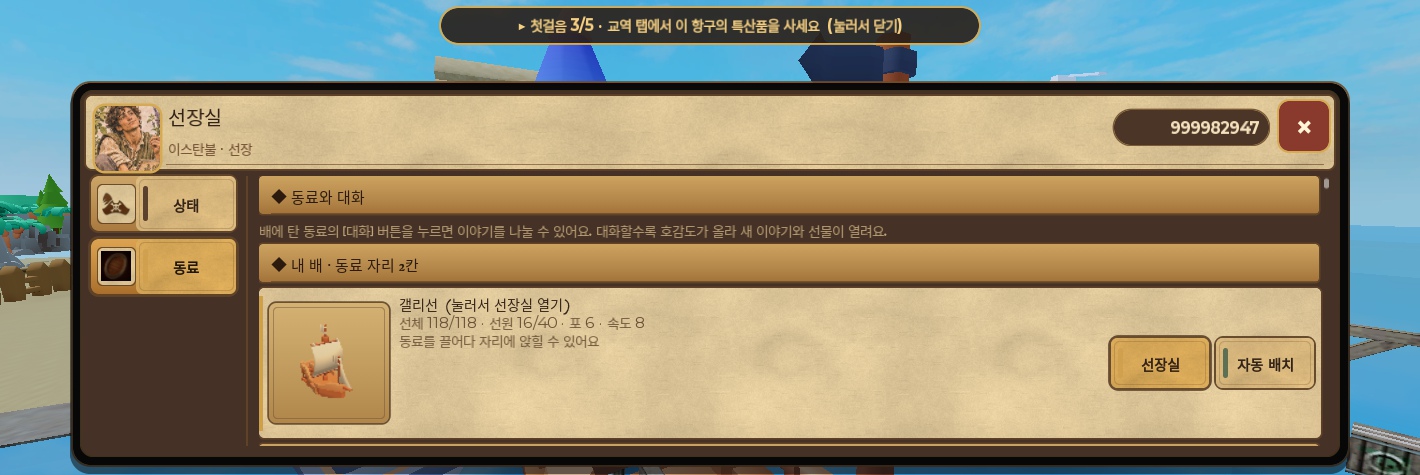 ▸ 첫걸음 3/5 · 교역 탭에서 이 항구의 특산품을 사세요 (눌러서 닫기)
선장실
이스탄불 · 선장
999982947
×
상태
동료
◆ 동료와 대화
배에 탄 동료의 [대화] 버튼을 누르면 이야기를 나눌 수 있어요. 대화할수록 호감도가 올라 새 이야기와 선물이 열려요.
◆ 내 배 · 동료 자리 2칸
갤리선 (눌러서 선장실 열기)
선체 118/118 · 선원 16/40 · 포 6 · 속도 8
동료를 끌어다 자리에 앉힐 수 있어요
선장실
자동 배치